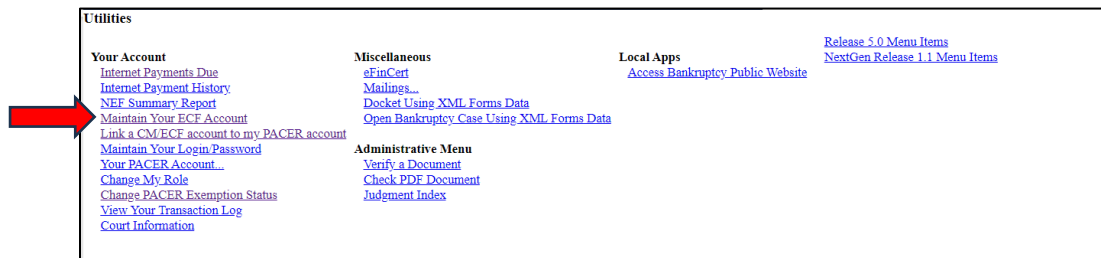 Utilities
Your Account
Internet Payments Due
Internet Payment History
NEF Summary Report
Maintain Your ECF Account
Link a CM/ECF account to my PACER account
Maintain Your Login/Password
Your PACER Account...
Change My Role
Change PACER Exemption Status
View Your Transaction Log
Court Information
Miscellaneous
eFinCert
Mailings...
Docket Using XML Forms Data
Open Bankruptcy Case Using XML Forms Data
Administrative Menu
Verify a Document
Check PDF Document
Judgment Index
Local Apps
Access Bankruptcy Public Website
Release 5.0 Menu Items
NextGen Release 1.1 Menu Items